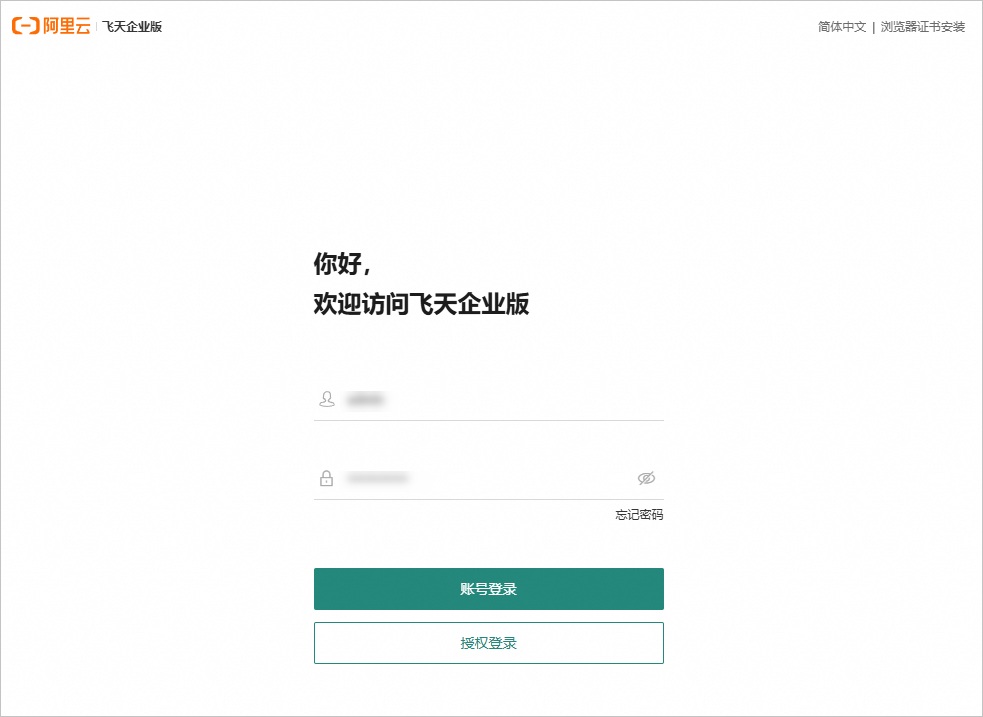 阿里云 飞天企业版
简体中文 | 浏览器证书安装
你好，
欢迎访问飞天企业版
忘记密码
账号登录
授权登录